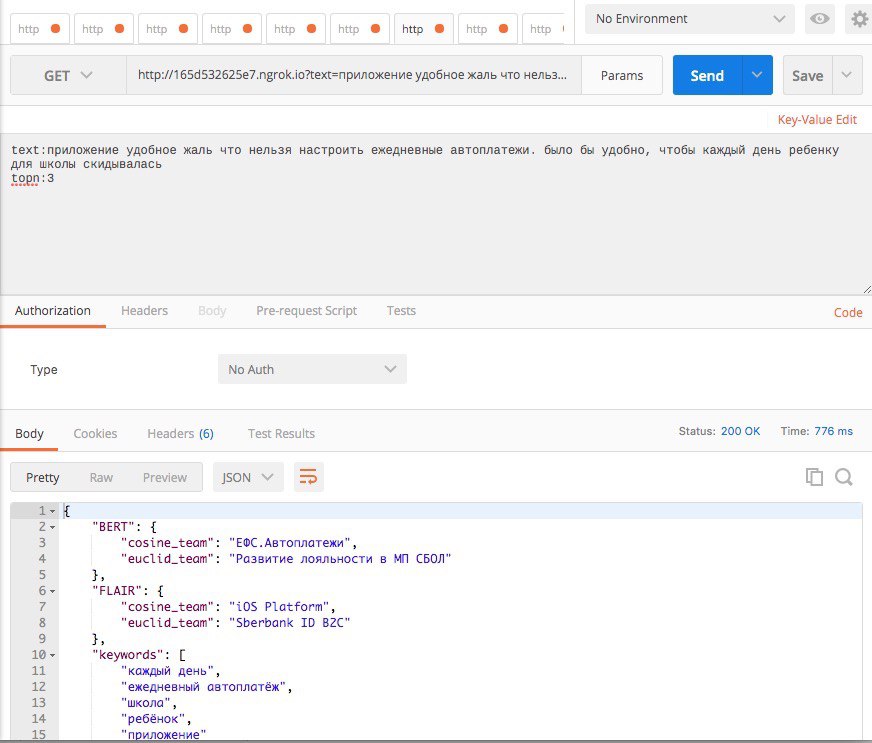 http http http http http http http http http No Environment
GET http://165d532625e7.ngrok.io?text=приложение удобное жаль что нельз... Params Send Save
Key-Value Edit
text:приложение удобное жаль что нельзя настроить ежедневные автоплатежи. было бы удобно, чтобы каждый день ребенку
для школы скидывалась
topn:3
Authorization Headers Body Pre-request Script Tests Code
Type No Auth
Body Cookies Headers (6) Test Results Status: 200 OK Time: 776 ms
Pretty Raw Preview JSON
1 {
2 "BERT": {
3 "cosine_team": "ЕФС.Автоплатежи",
4 "euclid_team": "Развитие лояльности в МП СБОЛ"
5 },
6 "FLAIR": {
7 "cosine_team": "iOS Platform",
8 "euclid_team": "Sberbank ID B2C"
9 },
10 "keywords": [
11 "каждый день",
12 "ежедневный автоплатёж",
13 "школа",
14 "ребёнок",
15 "приложение"